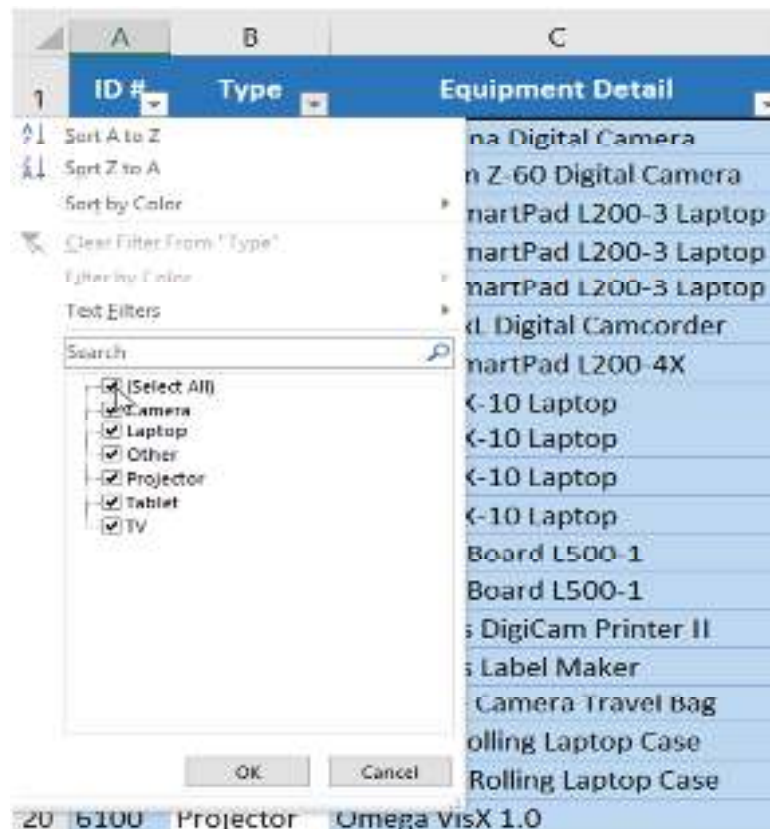 A B C
1 ID # Type Equipment Detail
Sort A to Z
Sort Z to A
Sort by Color
Clear Filter From "Type"
Filter by Color
Text Filters
Search
(Select All)
Camera
Laptop
Other
Projector
Tablet
TV
OK Cancel
na Digital Camera
n Z-60 Digital Camera
martPad L200-3 Laptop
martPad L200-3 Laptop
martPad L200-3 Laptop
xL Digital Camcorder
martPad L200-4X
X-10 Laptop
X-10 Laptop
X-10 Laptop
X-10 Laptop
Board L500-1
Board L500-1
s DigiCam Printer II
s Label Maker
Camera Travel Bag
olling Laptop Case
Rolling Laptop Case
20 6100 Projector Omega VisX 1.0